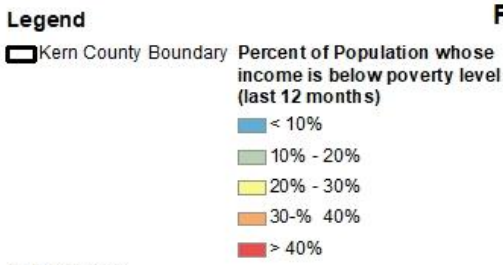 Legend
Kern County Boundary
Percent of Population whose
income is below poverty level
(last 12 months)
< 10%
10% - 20%
20% - 30%
30-% 40%
> 40%